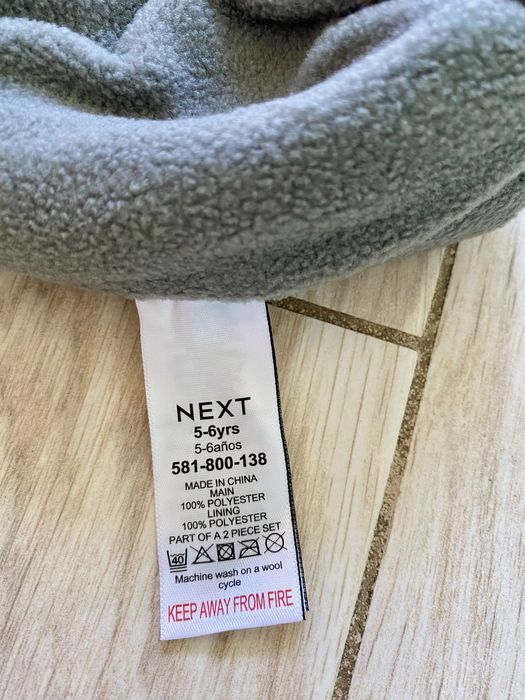 NEXT
5-6yrs
5-6años
581-800-138
MADE IN CHINA
MAIN
100% POLYESTER
LINING
100% POLYESTER
PART OF A 2 PIECE SET
40
Machine wash on a wool
cycle
KEEP AWAY FROM FIRE